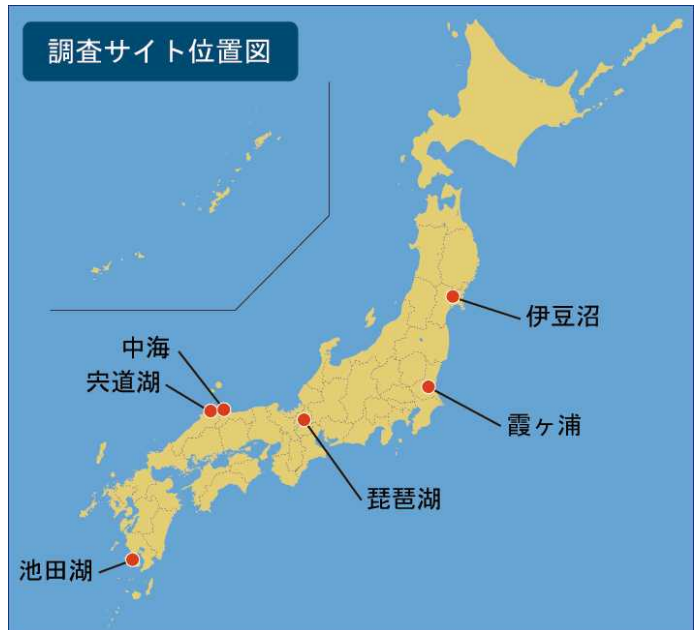 調査サイト位置図
伊豆沼
中海
宍道湖
霞ヶ浦
琵琶湖
池田湖